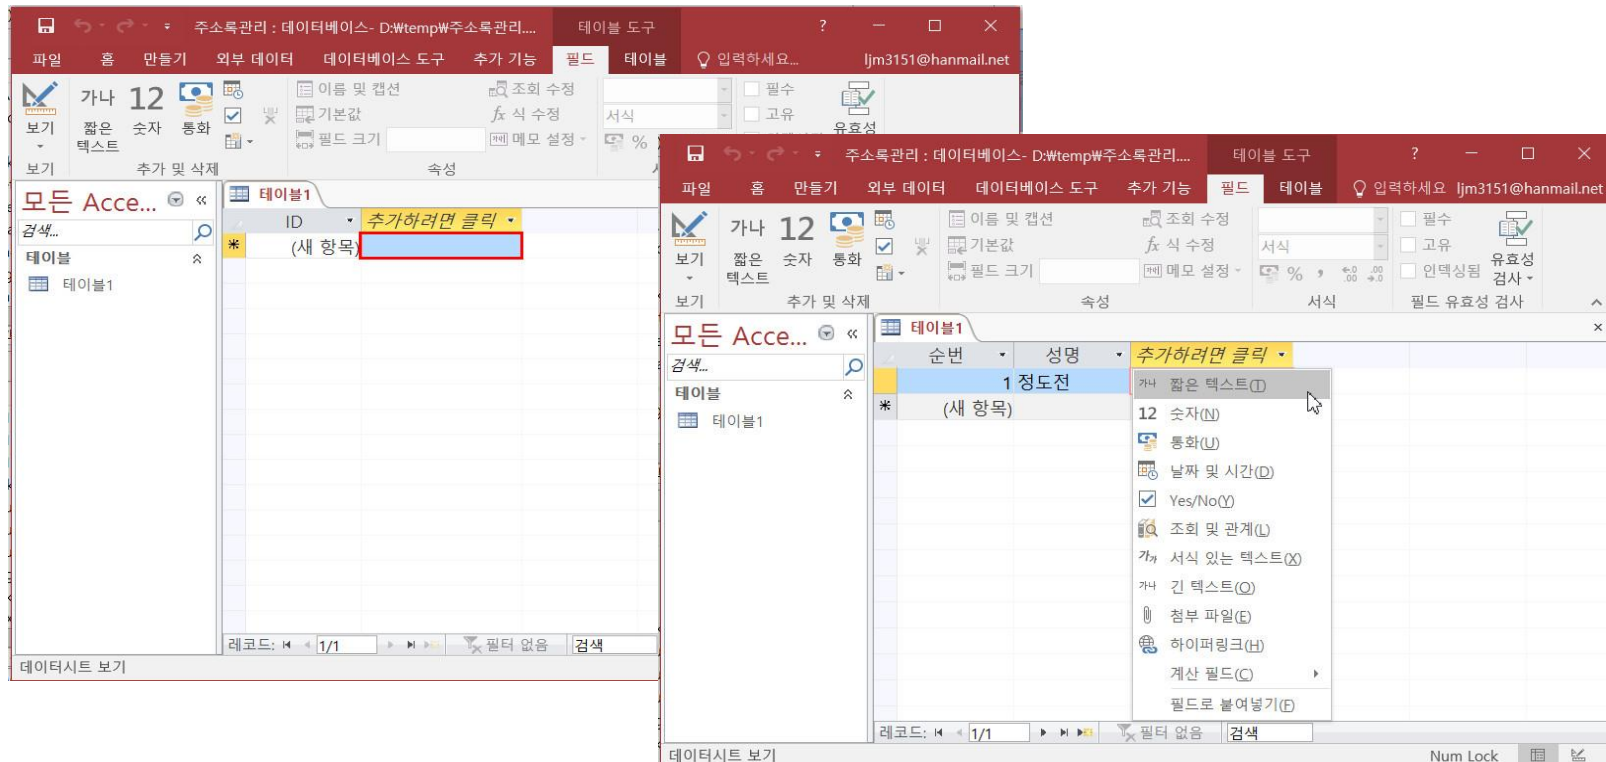 주소록관리 : 데이터베이스- D:₩temp₩주소록관리.... 테이블 도구 ?
파일 홈 만들기 외부 데이터 데이터베이스 도구 추가 기능 필드 테이블 입력하세요... ljm3151@hanmail.net
보기 가나 짧은 텍스트 12 숫자 통화
이름 및 캡션 조회 수정 필수
기본값 fx 식 수정 서식 고유
필드 크기 메모 설정 % 유효성
보기 추가 및 삭제 속성
모든 Acce... «
검색...
테이블
테이블1
테이블1
ID 추가하려면 클릭
(새 항목)
레코드: 1/1 필터 없음 검색
데이터시트 보기
주소록관리 : 데이터베이스- D:₩temp₩주소록관리.... 테이블 도구 ?
파일 홈 만들기 외부 데이터 데이터베이스 도구 추가 기능 필드 테이블 입력하세요 ljm3151@hanmail.net
보기 가나 짧은 텍스트 12 숫자 통화
이름 및 캡션 조회 수정 필수
기본값 fx 식 수정 서식 고유
필드 크기 메모 설정 % , .0 .00 .00 .0 인덱싱됨 유효성 검사
보기 추가 및 삭제 속성 서식 필드 유효성 검사
모든 Acce... «
검색...
테이블
테이블1
테이블1
순번 성명 추가하려면 클릭
1 정도전
(새 항목)
가나 짧은 텍스트(T)
12 숫자(N)
통화(U)
날짜 및 시간(D)
Yes/No(Y)
조회 및 관계(L)
가가 서식 있는 텍스트(X)
가나 긴 텍스트(O)
첨부 파일(E)
하이퍼링크(H)
계산 필드(C)
필드로 붙여넣기(F)
레코드: 1/1 필터 없음 검색
데이터시트 보기 Num Lock